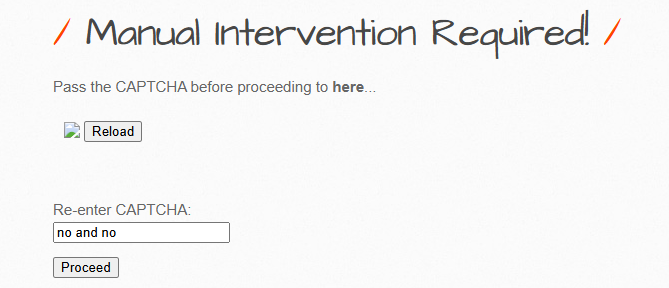 / Manual Intervention Required! /
Pass the CAPTCHA before proceeding to here...
Reload
Re-enter CAPTCHA:
no and no
Proceed